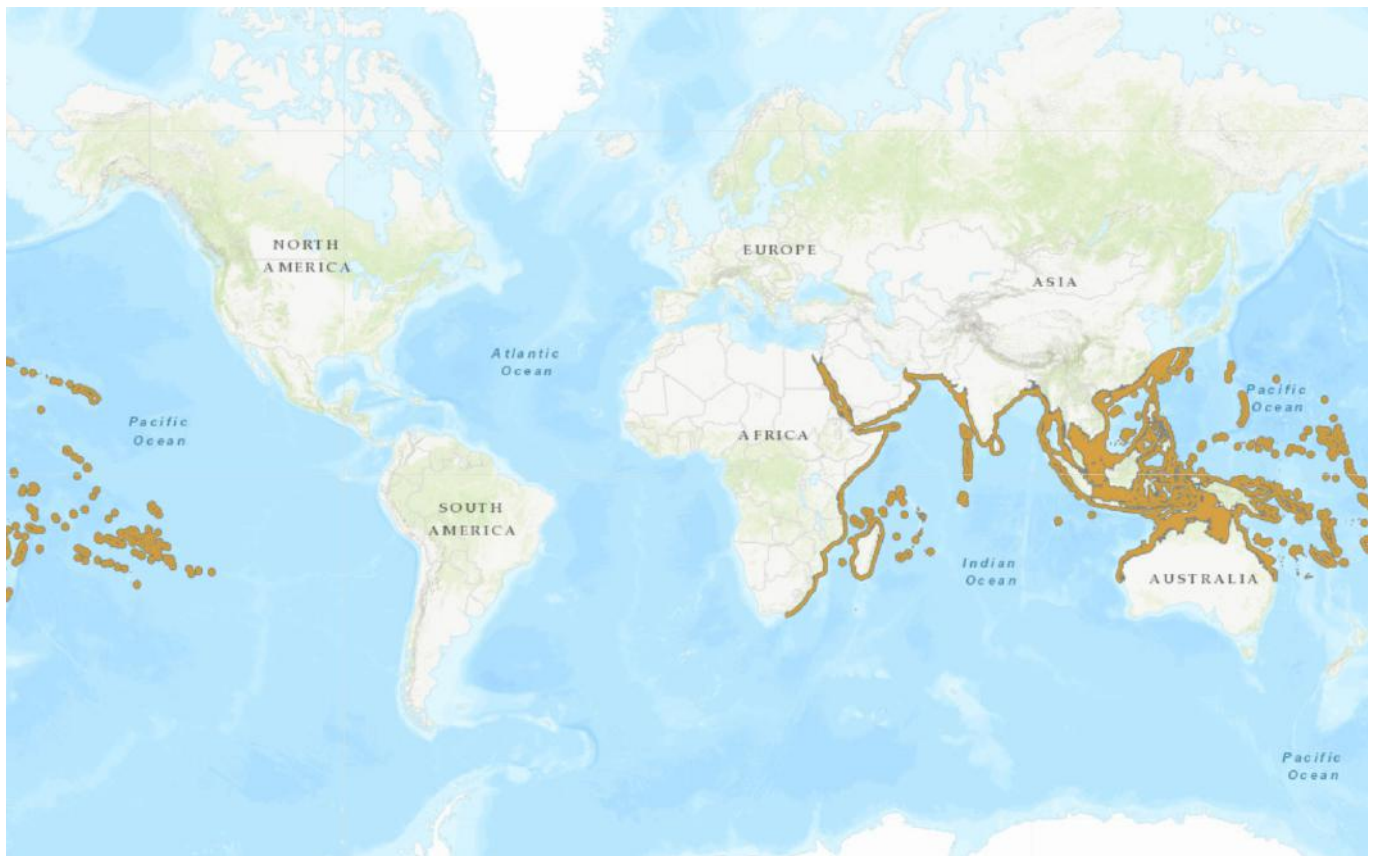 NORTH
AMERICA
EUROPE
ASIA
Atlantic
Ocean
Pacific
Ocean
Pacific
Ocean
AFRICA
SOUTH
AMERICA
Indian
Ocean
AUSTRALIA
Pacific
Ocean